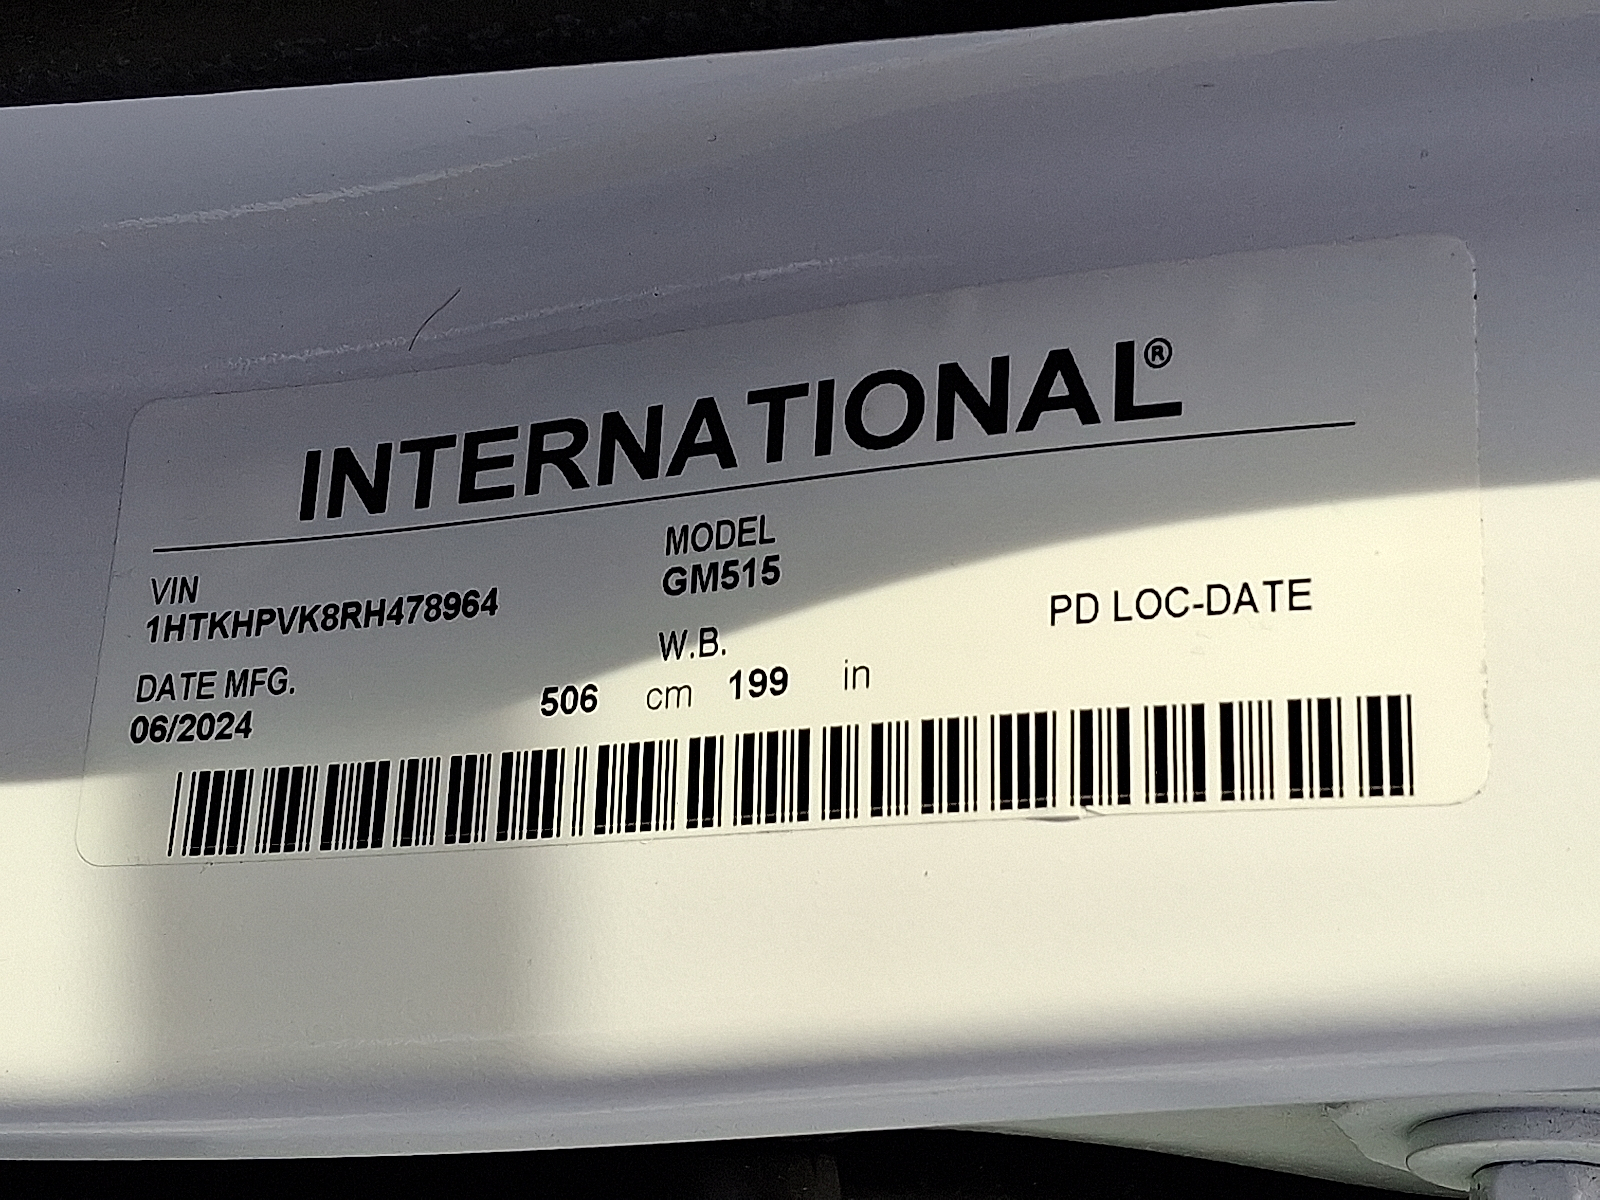 INTERNATIONAL®
VIN
1HTKHPVK8RH478964
MODEL
GM515
DATE MFG.
06/2024
W.B.
506 cm 199 in
PD LOC-DATE